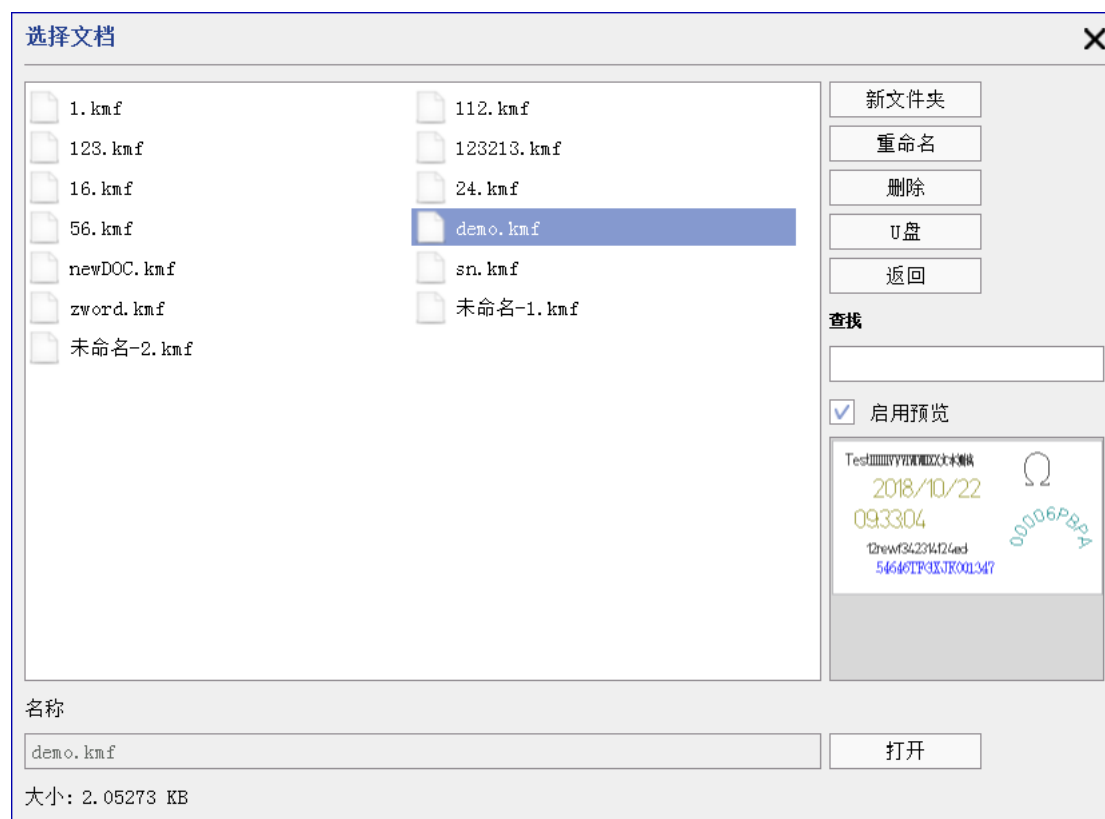 选择文档
1.kmf
112.kmf
123.kmf
123213.kmf
16.kmf
24.kmf
56.kmf
demo.kmf
newDOC.kmf
sn.kmf
zword.kmf
未命名-1.kmf
未命名-2.kmf
新文件夹
重命名
删除
U盘
返回
查找
启用预览
Ω
2018/10/22
09:33:04
00006PBPA
12rewf342314f24ed
54646TFGXJK001347
名称
demo.kmf
打开
大小: 2.05273 KB